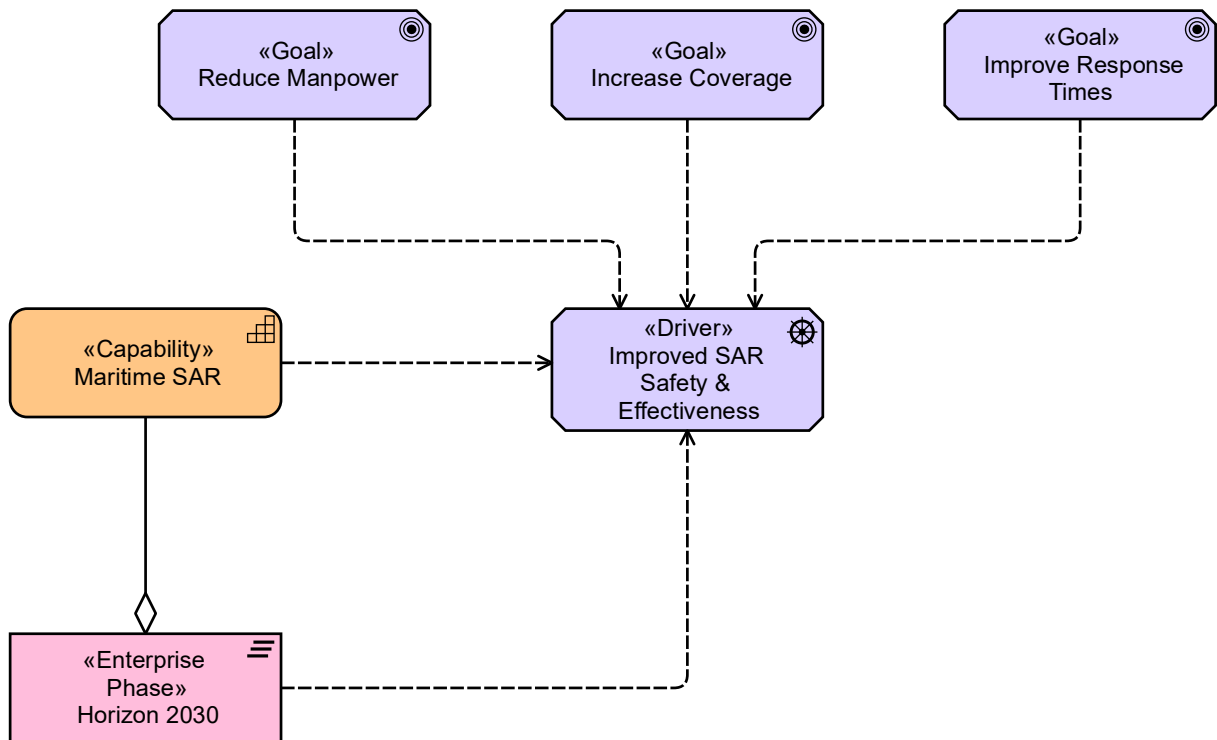 «Goal»
Reduce Manpower
«Goal»
Increase Coverage
«Goal»
Improve Response
Times
«Capability»
Maritime SAR
«Driver»
Improved SAR
Safety &
Effectiveness
«Enterprise
Phase»
Horizon 2030